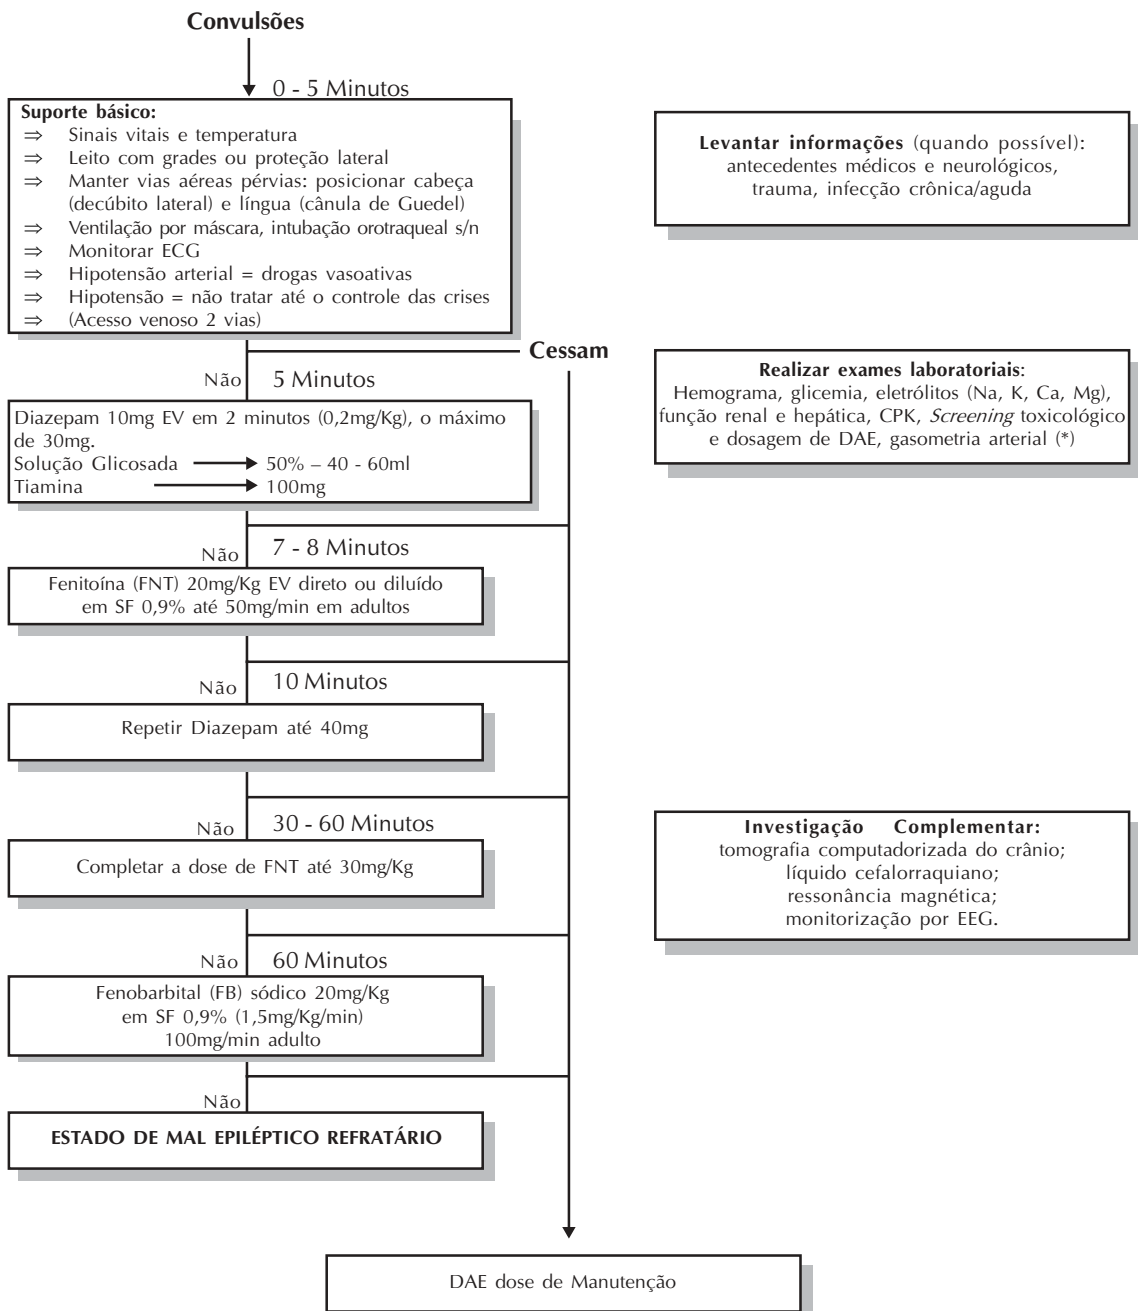 Convulsões
0 - 5 Minutos
Suporte básico:
⇒ Sinais vitais e temperatura
⇒ Leito com grades ou proteção lateral
⇒ Manter vias aéreas pérvias: posicionar cabeça
(decúbito lateral) e língua (cânula de Guedel)
⇒ Ventilação por máscara, intubação orotraqueal s/n
⇒ Monitorar ECG
⇒ Hipotensão arterial = drogas vasoativas
⇒ Hipotensão = não tratar até o controle das crises
⇒ (Acesso venoso 2 vias)
Levantar informações (quando possível):
antecedentes médicos e neurológicos,
trauma, infecção crônica/aguda
Cessam
Não 5 Minutos
Diazepam 10mg EV em 2 minutos (0,2mg/Kg), o máximo
de 30mg.
Solução Glicosada 50% – 40 - 60ml
Tiamina 100mg
Realizar exames laboratoriais:
Hemograma, glicemia, eletrólitos (Na, K, Ca, Mg),
função renal e hepática, CPK, Screening toxicológico
e dosagem de DAE, gasometria arterial (*)
Não 7 - 8 Minutos
Fenitoína (FNT) 20mg/Kg EV direto ou diluído
em SF 0,9% até 50mg/min em adultos
Não 10 Minutos
Repetir Diazepam até 40mg
Não 30 - 60 Minutos
Completar a dose de FNT até 30mg/Kg
Investigação Complementar:
tomografia computadorizada do crânio;
líquido cefalorraquiano;
ressonância magnética;
monitorização por EEG.
Não 60 Minutos
Fenobarbital (FB) sódico 20mg/Kg
em SF 0,9% (1,5mg/Kg/min)
100mg/min adulto
Não
ESTADO DE MAL EPILÉPTICO REFRATÁRIO
DAE dose de Manutenção